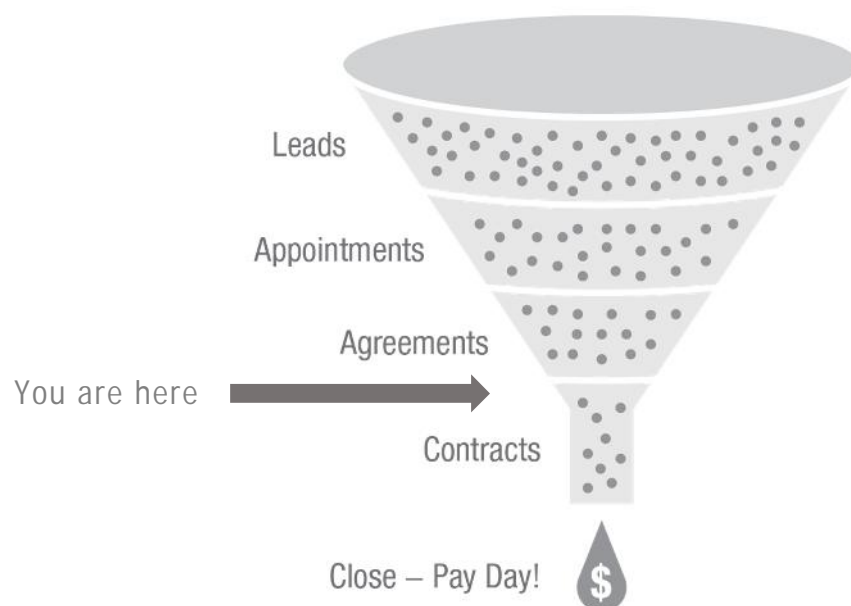 Leads
Appointments
Agreements
You are here
Contracts
Close – Pay Day!
$